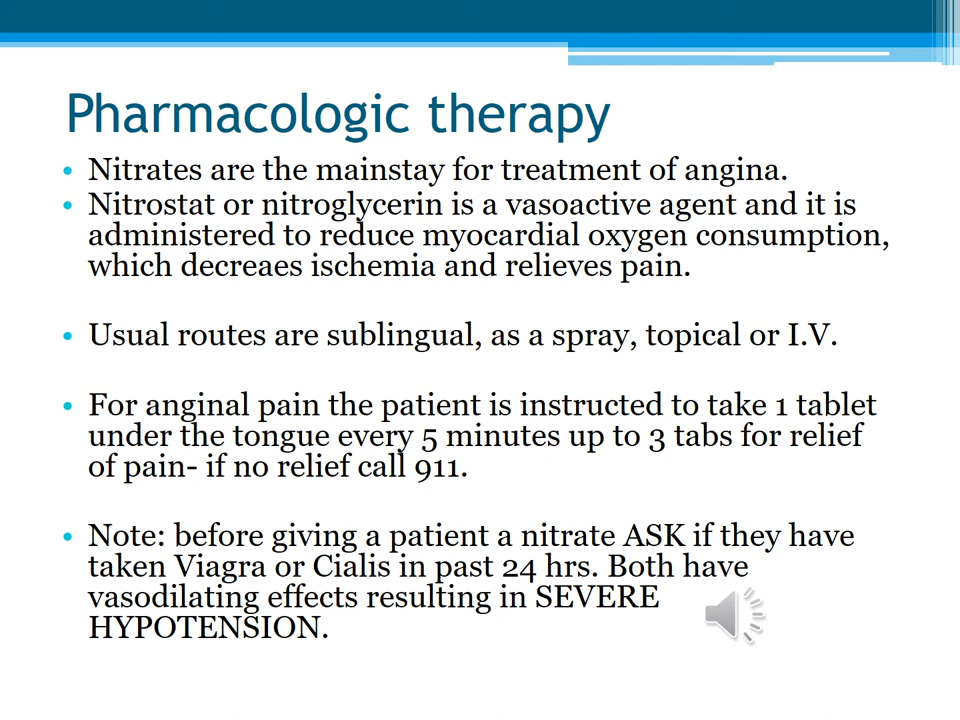 Pharmacologic therapy
• Nitrates are the mainstay for treatment of angina.
• Nitrostat or nitroglycerin is a vasoactive agent and it is
administered to reduce myocardial oxygen consumption,
which decreaes ischemia and relieves pain.
• Usual routes are sublingual, as a spray, topical or I.V.
• For anginal pain the patient is instructed to take 1 tablet
under the tongue every 5 minutes up to 3 tabs for relief
of pain- if no relief call 911.
• Note: before giving a patient a nitrate ASK if they have
taken Viagra or Cialis in past 24 hrs. Both have
vasodilating effects resulting in SEVERE
HYPOTENSION.